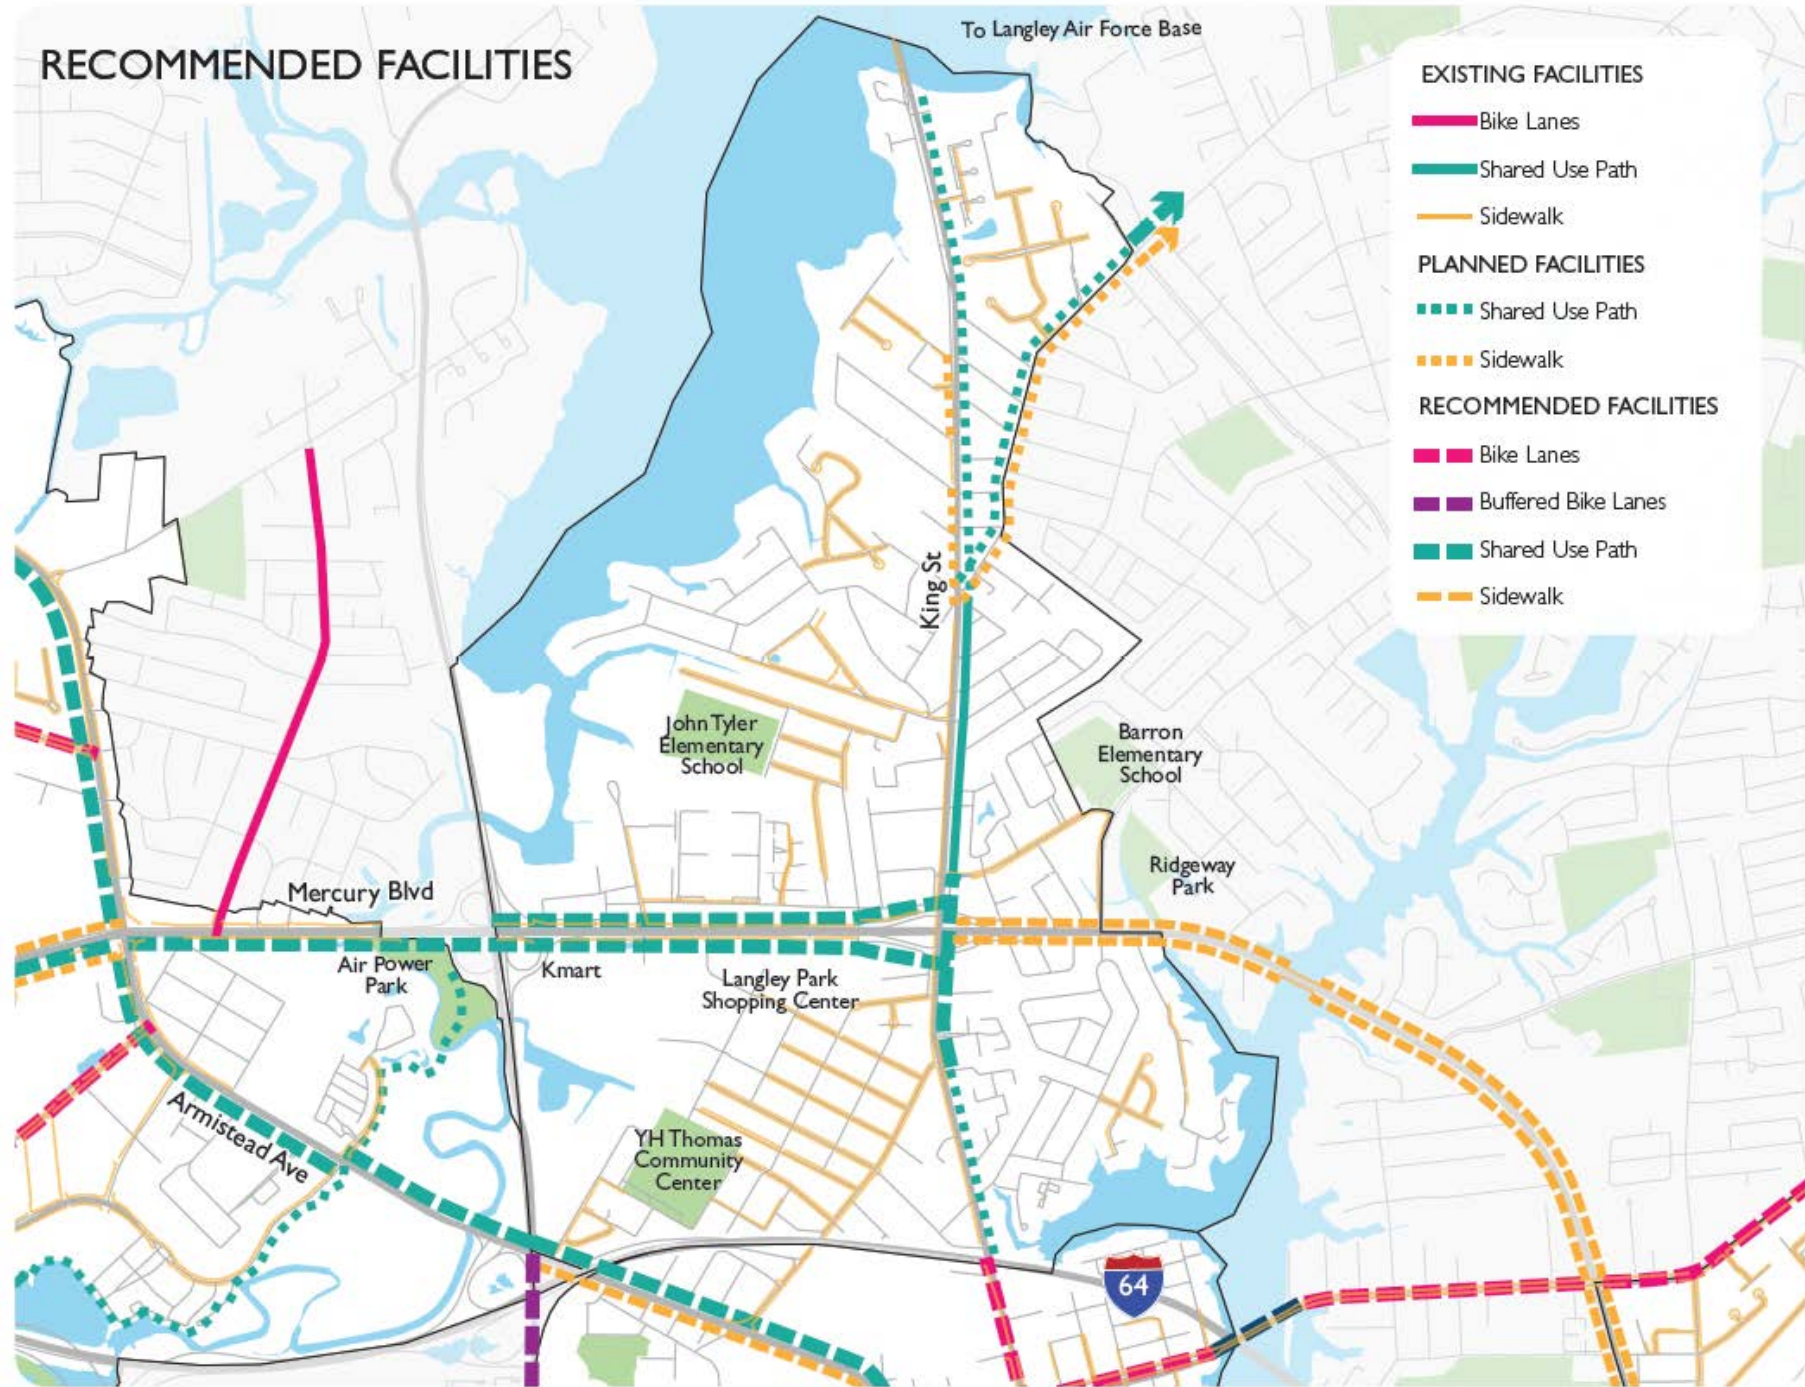 RECOMMENDED FACILITIES
To Langley Air Force Base
EXISTING FACILITIES
Bike Lanes
Shared Use Path
Sidewalk
PLANNED FACILITIES
Shared Use Path
Sidewalk
RECOMMENDED FACILITIES
Bike Lanes
Buffered Bike Lanes
Shared Use Path
Sidewalk
King St
John Tyler
Elementary
School
Barron
Elementary
School
Ridgeway
Park
Mercury Blvd
Air Power
Park
Kmart
Langley Park
Shopping Center
Armistead Ave
YH Thomas
Community
Center
64